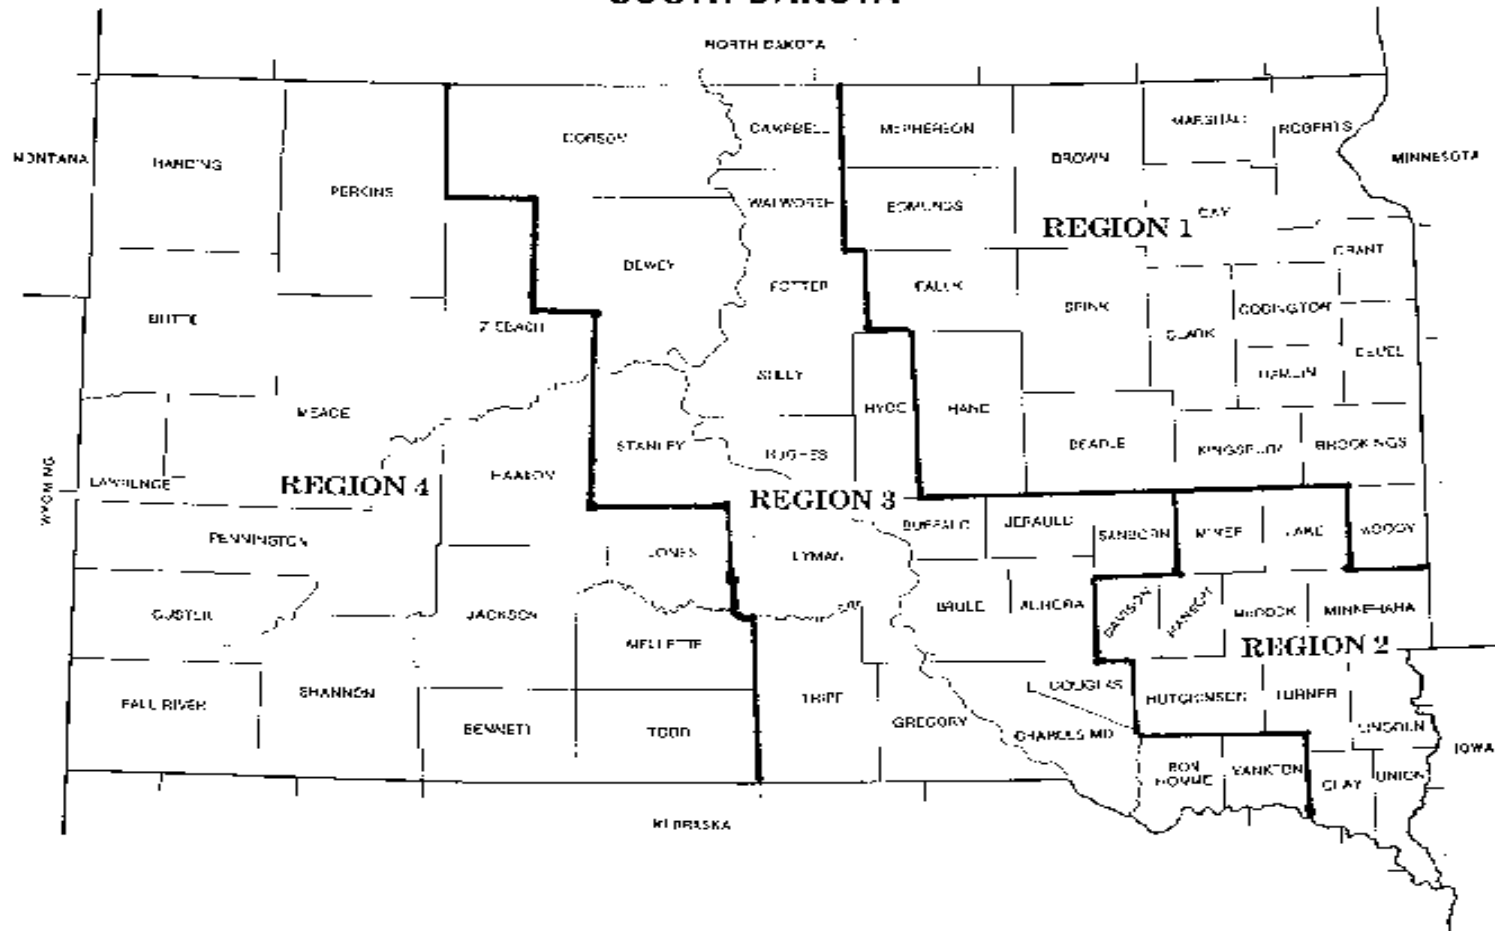 SOUTH DAKOTA
NORTH DAKOTA
MONTANA
HARDING
PERKINS
CORSON
CAMPBELL
McPHERSON
BROWN
MARSHALL
ROBERTS
MINNESOTA
WALWORTH
EDMUNDS
DAY
REGION 1
GRANT
DEWEY
POTTER
FAULK
SPINK
CODINGTON
BUTTE
ZIEBACH
CLARK
DEUEL
HAMLIN
SULLY
MEADE
HYDE
HAND
STANLEY
HUGHES
BEADLE
KINGSBURY
BROOKINGS
WYOMING
LAWRENCE
REGION 4
HAAKON
REGION 3
BUFFALO
JERAULD
SANBORN
MINER
LAKE
MOODY
PENNINGTON
JONES
LYMAN
CUSTER
JACKSON
BRULE
AURORA
DAVISON
HANSON
McCOOK
MINNEHAHA
MELLETTE
REGION 2
FALL RIVER
SHANNON
BENNETT
TODD
TRIPP
GREGORY
DOUGLAS
HUTCHINSON
TURNER
LINCOLN
CHARLES MIX
IOWA
BON
HOMME
YANKTON
CLAY
UNION
NEBRASKA